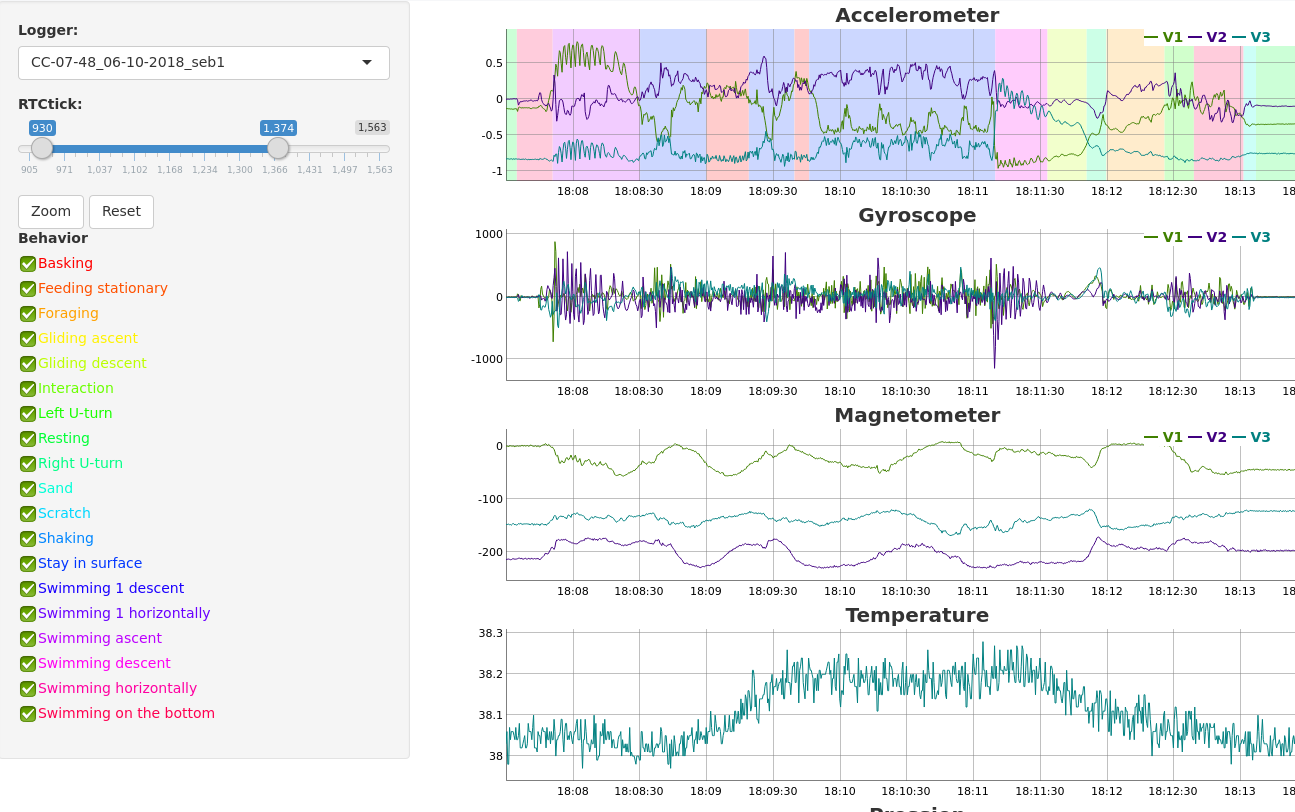 Logger:
CC-07-48_06-10-2018_seb1
RTCtick:
930 1,374 1,563
905 971 1,037 1,102 1,168 1,234 1,300 1,366 1,431 1,497 1,563
Zoom Reset
Behavior
Basking
Feeding stationary
Foraging
Gliding ascent
Gliding descent
Interaction
Left U-turn
Resting
Right U-turn
Sand
Scratch
Shaking
Stay in surface
Swimming 1 descent
Swimming 1 horizontally
Swimming ascent
Swimming descent
Swimming horizontally
Swimming on the bottom
Accelerometer
V1 V2 V3
0.5
0
-0.5
-1
18:08 18:08:30 18:09 18:09:30 18:10 18:10:30 18:11 18:11:30 18:12 18:12:30 18:13 18
Gyroscope
V1 V2 V3
1000
0
-1000
18:08 18:08:30 18:09 18:09:30 18:10 18:10:30 18:11 18:11:30 18:12 18:12:30 18:13 18
Magnetometer
V1 V2 V3
0
-100
-200
18:08 18:08:30 18:09 18:09:30 18:10 18:10:30 18:11 18:11:30 18:12 18:12:30 18:13 18
Temperature
38.3
38.2
38.1
38
18:08 18:08:30 18:09 18:09:30 18:10 18:10:30 18:11 18:11:30 18:12 18:12:30 18:13 18